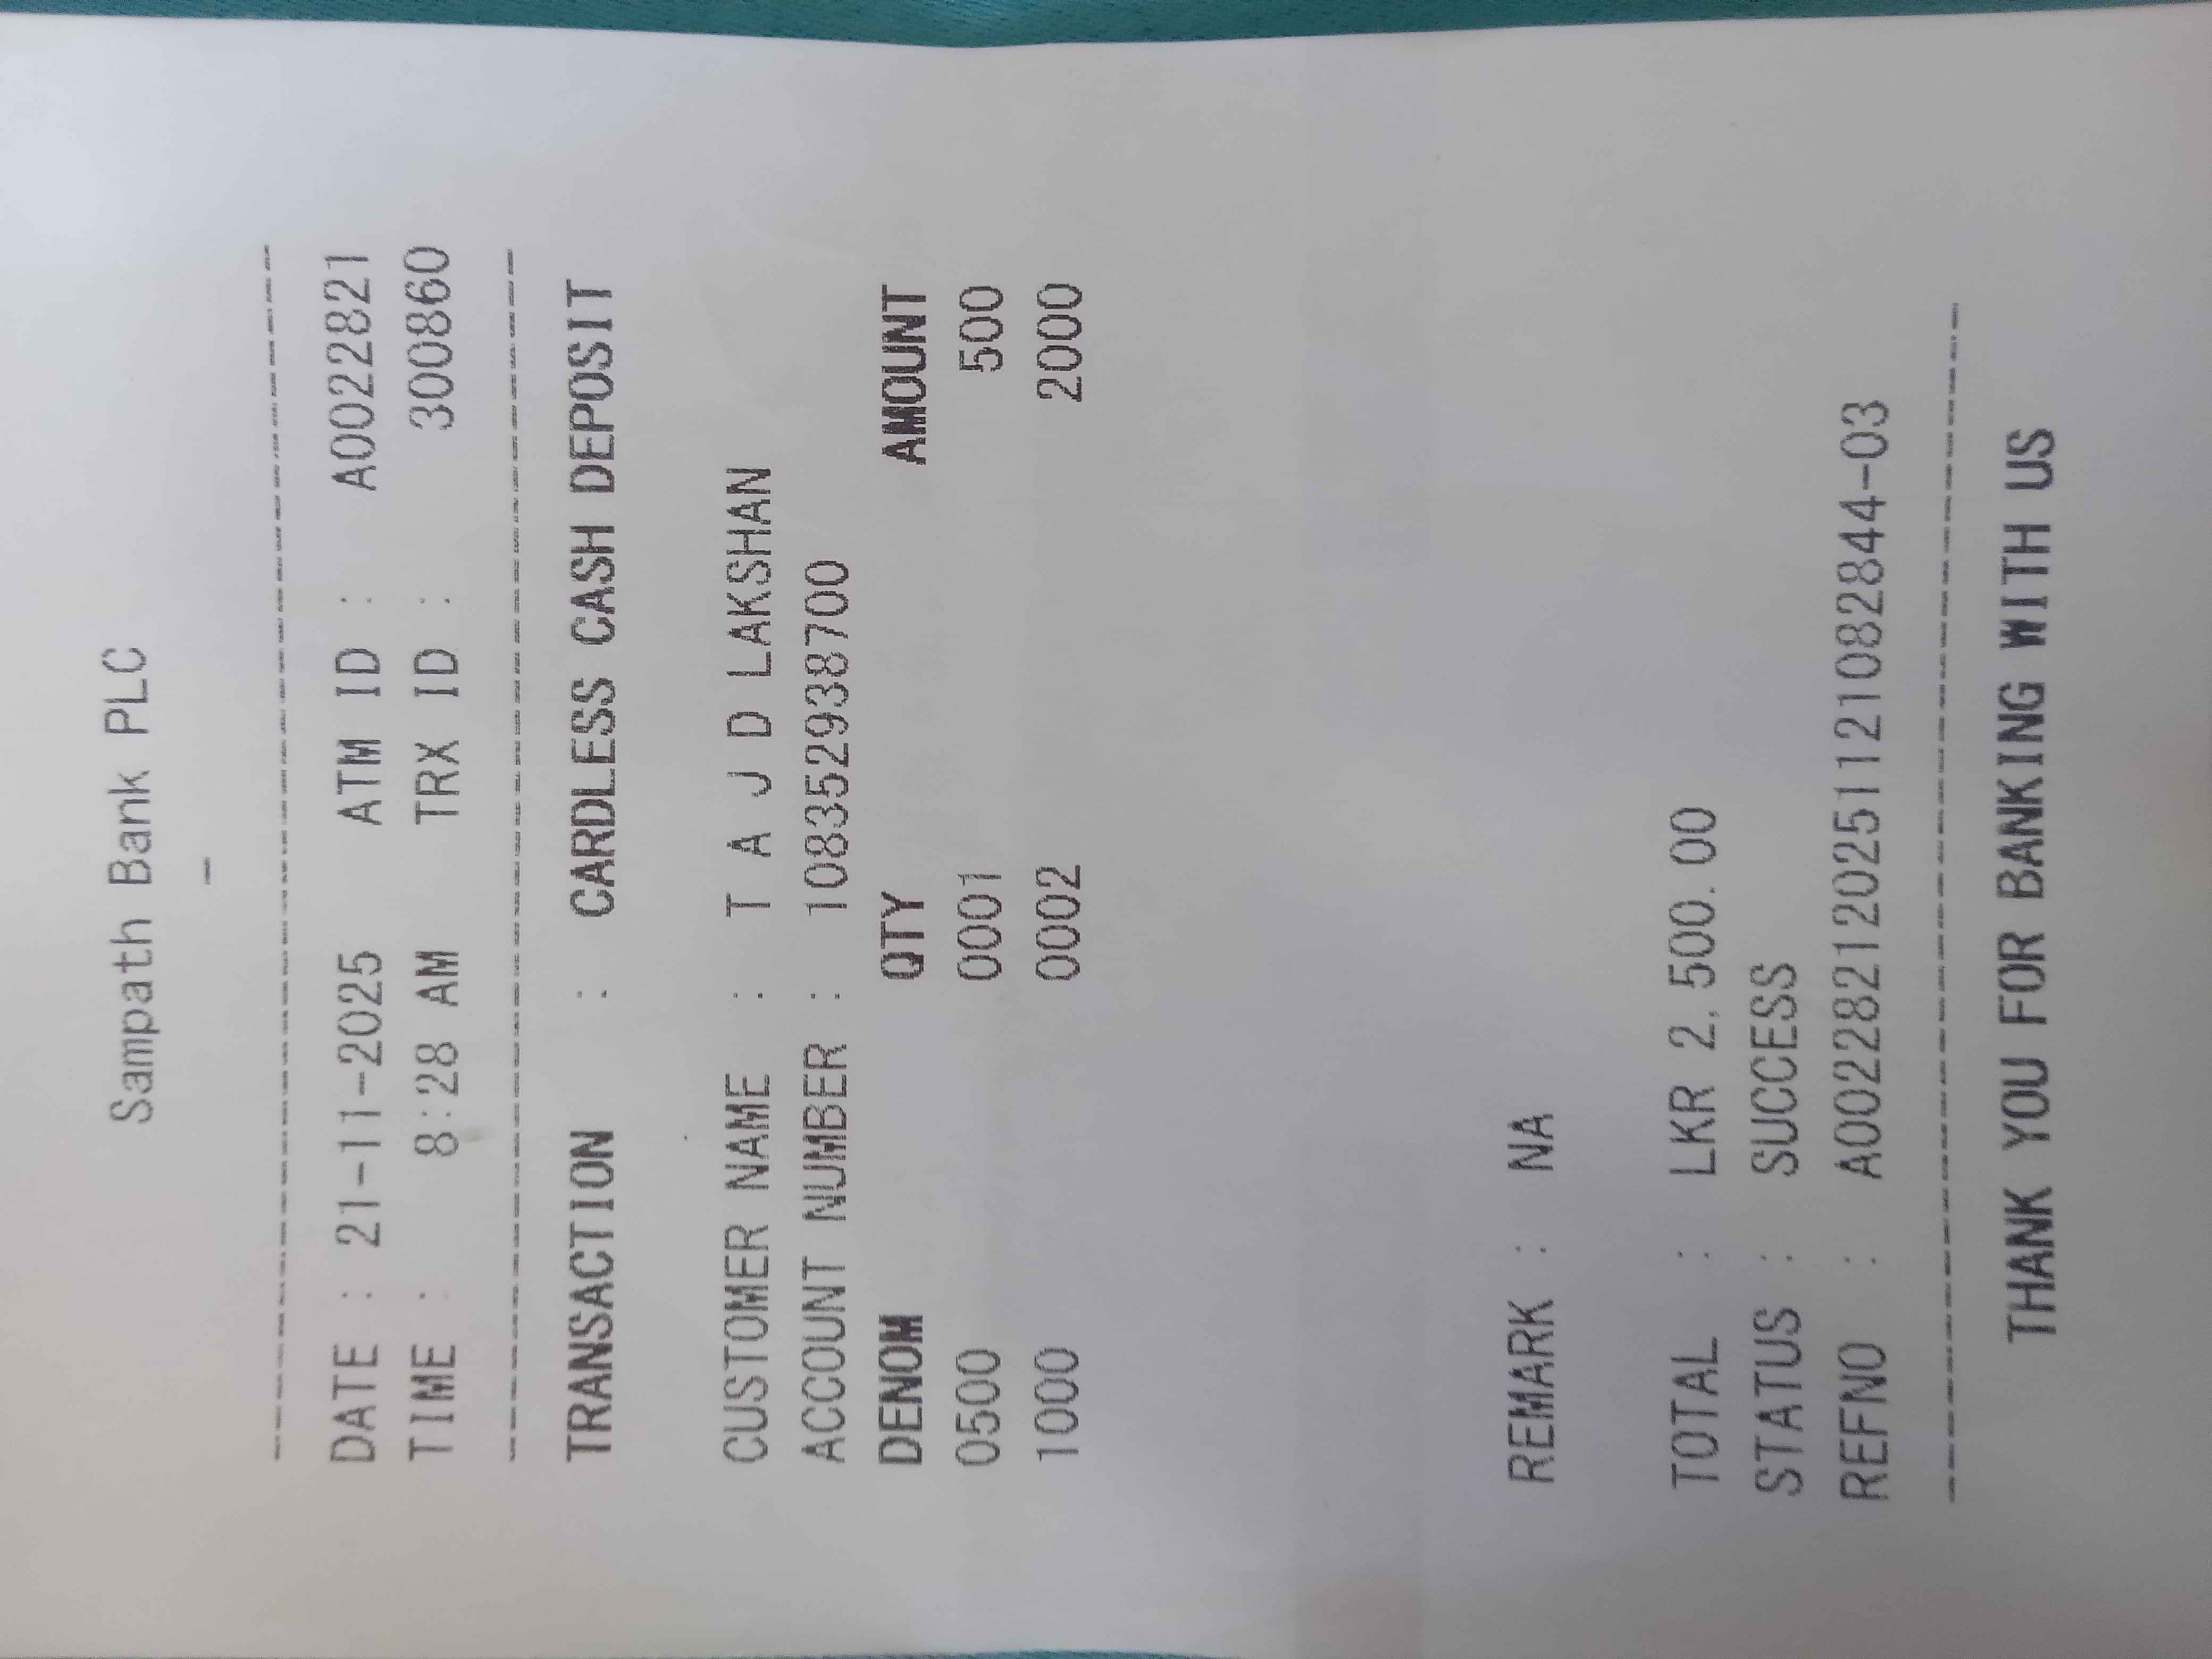 Sampath Bank PLC
-
--------------------------------
DATE : 21-11-2025 ATM ID : A0022821
TIME : 8:28 AM TRX ID : 300860
--------------------------------
TRANSACTION : CARDLESS CASH DEPOSIT
CUSTOMER NAME : T A J D LAKSHAN
ACCOUNT NUMBER : 108352938700
DENOM QTY AMOUNT
0500 0001 500
1000 0002 2000
REMARK : NA
TOTAL : LKR 2,500.00
STATUS : SUCCESS
REFNO : A002282120251121082844-03
--------------------------------
THANK YOU FOR BANKING WITH US